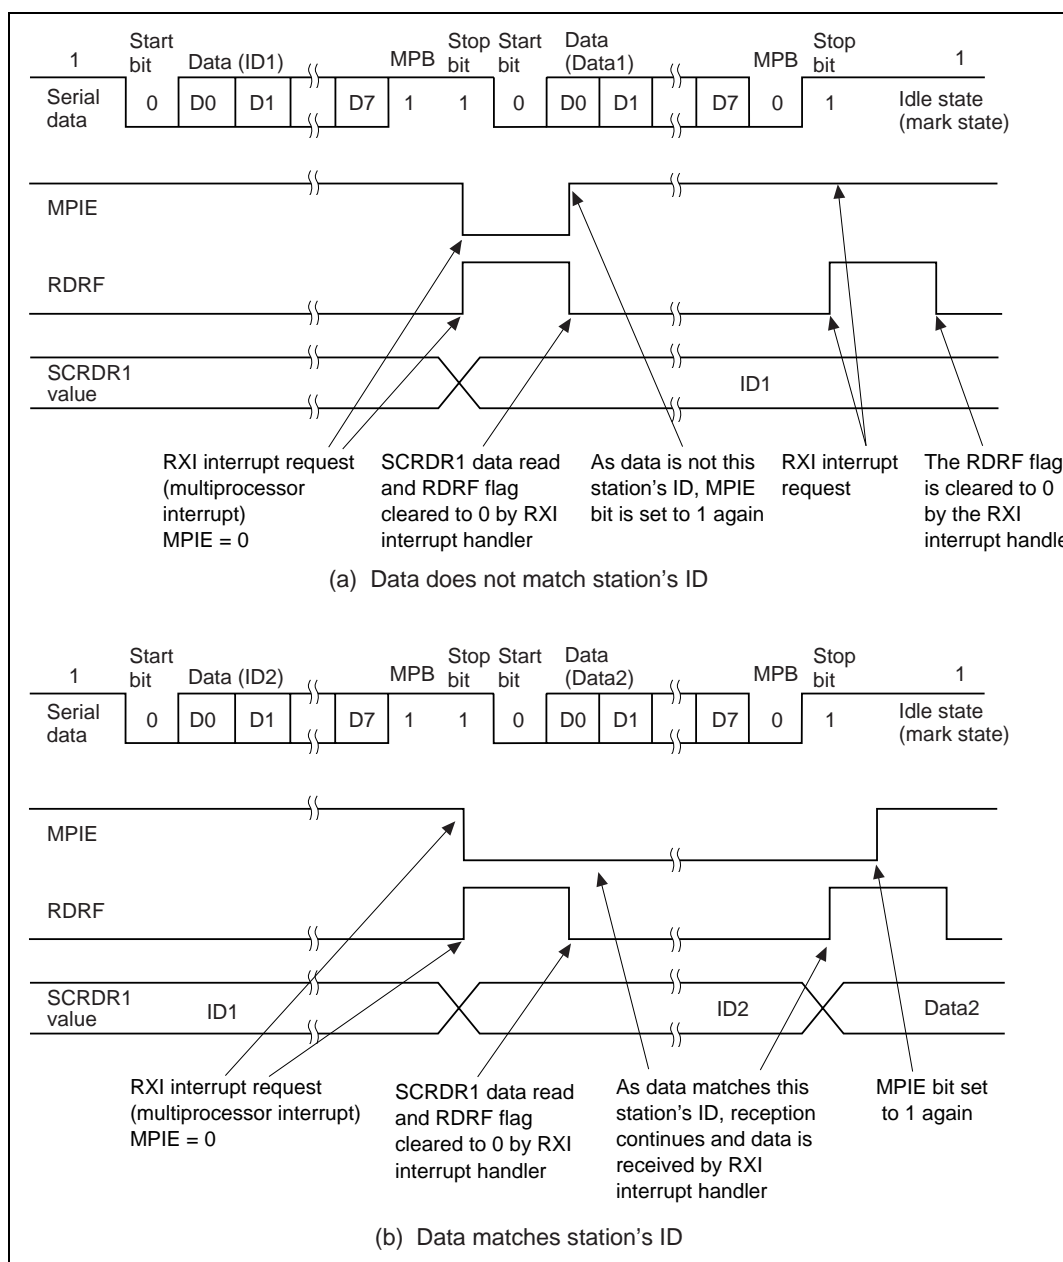 1 Start bit Data (ID1) MPB Stop bit Start bit Data (Data1) MPB Stop bit 1
Serial data 0 D0 D1 D7 1 1 0 D0 D1 D7 0 1 Idle state (mark state)
MPIE
RDRF
SCRDR1 value ID1
RXI interrupt request (multiprocessor interrupt) MPIE = 0
SCRDR1 data read and RDRF flag cleared to 0 by RXI interrupt handler
As data is not this station's ID, MPIE bit is set to 1 again
RXI interrupt request
The RDRF flag is cleared to 0 by the RXI interrupt handle
(a) Data does not match station's ID
1 Start bit Data (ID2) MPB Stop bit Start bit Data (Data2) MPB Stop bit 1
Serial data 0 D0 D1 D7 1 1 0 D0 D1 D7 0 1 Idle state (mark state)
MPIE
RDRF
SCRDR1 value ID1 ID2 Data2
RXI interrupt request (multiprocessor interrupt) MPIE = 0
SCRDR1 data read and RDRF flag cleared to 0 by RXI interrupt handler
As data matches this station's ID, reception continues and data is received by RXI interrupt handler
MPIE bit set to 1 again
(b) Data matches station's ID